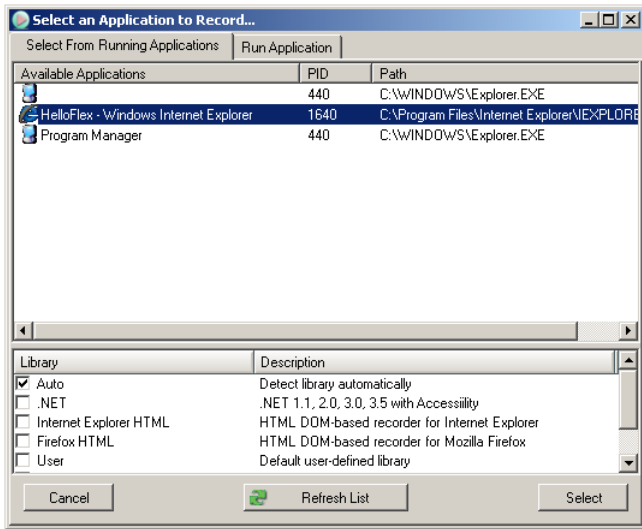 Select an Application to Record...
Select From Running Applications Run Application
Available Applications PID Path
440 C:\WINDOWS\Explorer.EXE
HelloFlex - Windows Internet Explorer 1640 C:\Program Files\Internet Explorer\IEXPLORE
Program Manager 440 C:\WINDOWS\Explorer.EXE
Library Description
Auto Detect library automatically
.NET .NET 1.1, 2.0, 3.0, 3.5 with Accessiility
Internet Explorer HTML HTML DOM-based recorder for Internet Explorer
Firefox HTML HTML DOM-based recorder for Mozilla Firefox
User Default user-defined library
Cancel Refresh List Select